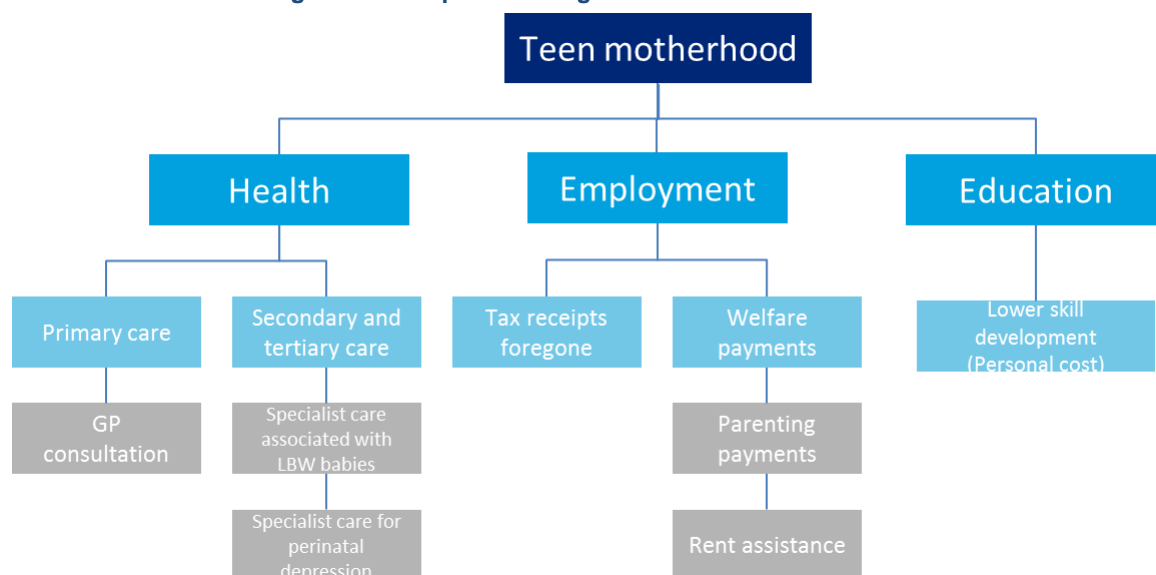 Teen motherhood
Health
Employment
Education
Primary care
Secondary and
tertiary care
Tax receipts
foregone
Welfare
payments
Lower skill
development
(Personal cost)
GP
consultation
Specialist care
associated with
LBW babies
Parenting
payments
Specialist care for
perinatal
depression
Rent assistance